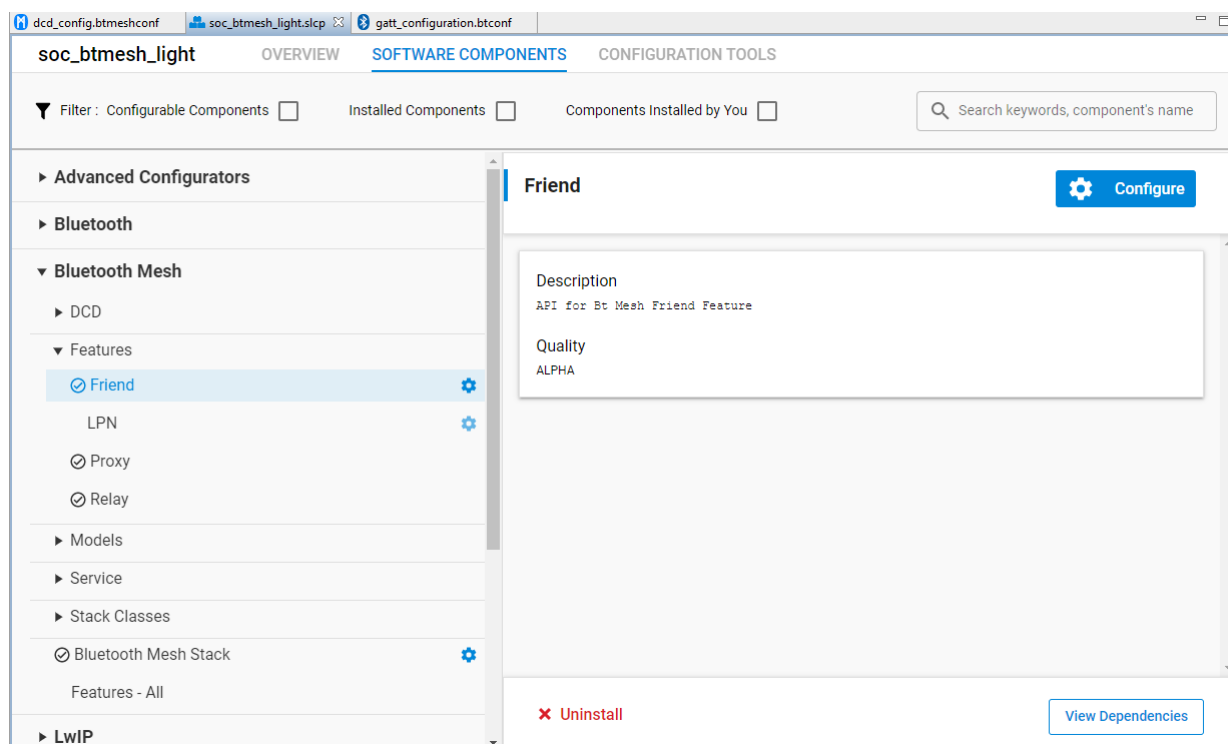 dcd_config.btmeshconf
soc_btmesh_light.slcp
gatt_configuration.btconf
soc_btmesh_light
OVERVIEW
SOFTWARE COMPONENTS
CONFIGURATION TOOLS
Filter : Configurable Components
Installed Components
Components Installed by You
Search keywords, component's name
Advanced Configurators
Bluetooth
Bluetooth Mesh
DCD
Features
Friend
LPN
Proxy
Relay
Models
Service
Stack Classes
Bluetooth Mesh Stack
Features - All
LwIP
Friend
Configure
Description
API for Bt Mesh Friend Feature
Quality
ALPHA
Uninstall
View Dependencies